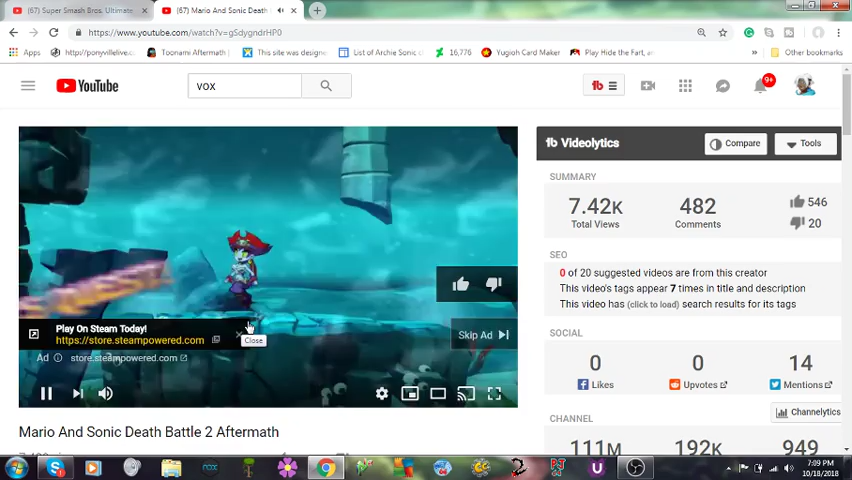 (67) Super Smash Bros. Ultimate
(67) Mario And Sonic Death
https://www.youtube.com/watch?v=gSdygndrHP0
Apps
http://ponyvillelive.c
Toonami Aftermath
This site was design
List of Archie Sonic c
16,776
Yugioh Card Maker
Play Hide the Fart, an
Other bookmarks
YouTube
vox
9+
Videolytics
Compare
Tools
SUMMARY
7.42K
482
546
Total Views
Comments
20
SEO
0 of 20 suggested videos are from this creator
This video's tags appear 7 times in title and description
This video has (click to load) search results for its tags
Play On Steam Today!
https://store.steampowered.com
Close
Skip Ad
Ad
store.steampowered.com
SOCIAL
0
0
14
Likes
Upvotes
Mentions
Channelytics
CHANNEL
111M
192K
949
Mario And Sonic Death Battle 2 Aftermath
7:09 PM
10/18/2018